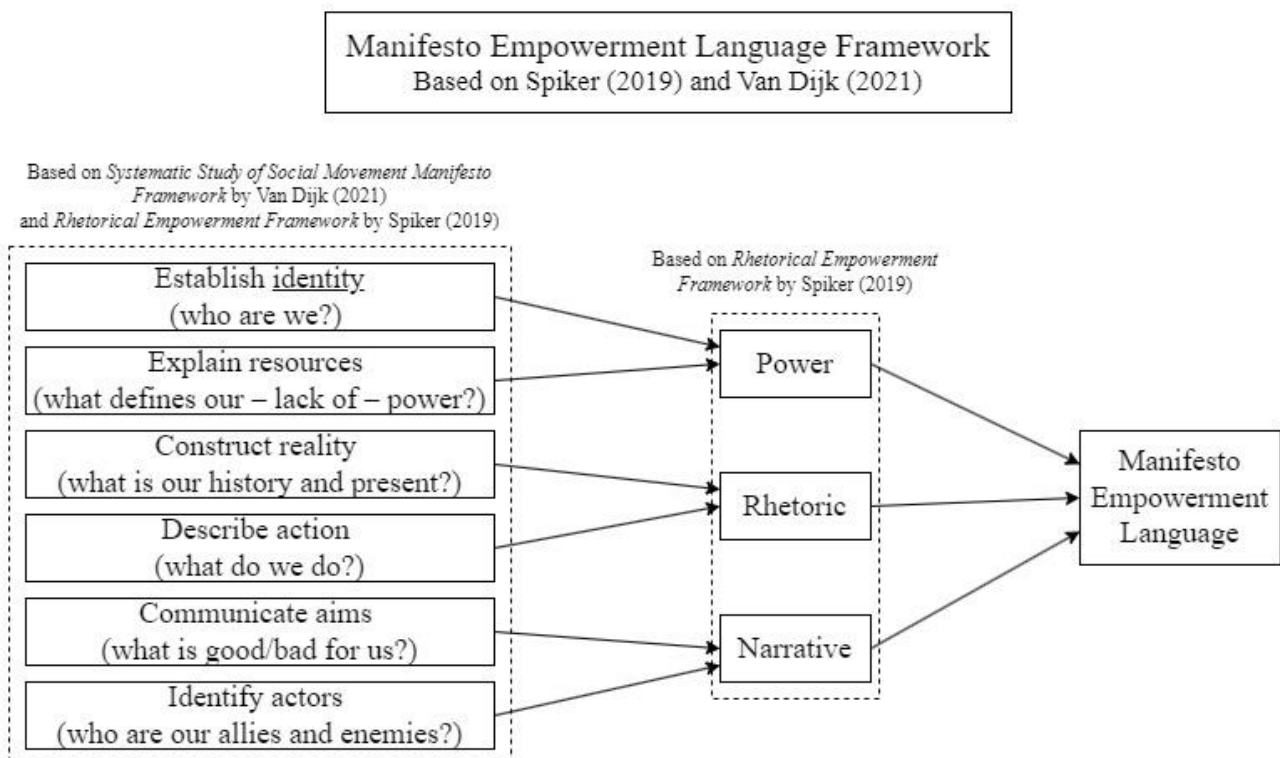 Manifesto Empowerment Language Framework
Based on Spiker (2019) and Van Dijk (2021)
Based on Systematic Study of Social Movement Manifesto
Framework by Van Dijk (2021)
and Rhetorical Empowerment Framework by Spiker (2019)
Establish identity
(who are we?)
Explain resources
(what defines our – lack of – power?)
Construct reality
(what is our history and present?)
Describe action
(what do we do?)
Communicate aims
(what is good/bad for us?)
Identify actors
(who are our allies and enemies?)
Based on Rhetorical Empowerment
Framework by Spiker (2019)
Power
Rhetoric
Narrative
Manifesto
Empowerment
Language